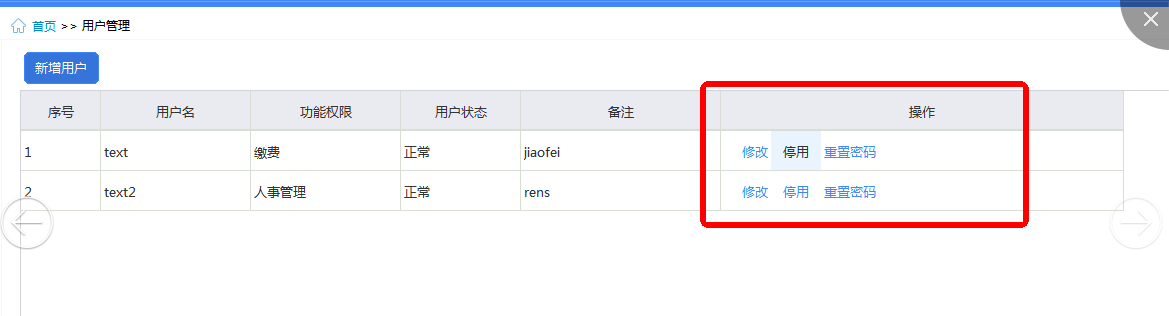 首页 >> 用户管理
新增用户
序号 用户名 功能权限 用户状态 备注 操作
1 text 缴费 正常 jiaofei 修改 停用 重置密码
2 text2 人事管理 正常 rens 修改 停用 重置密码